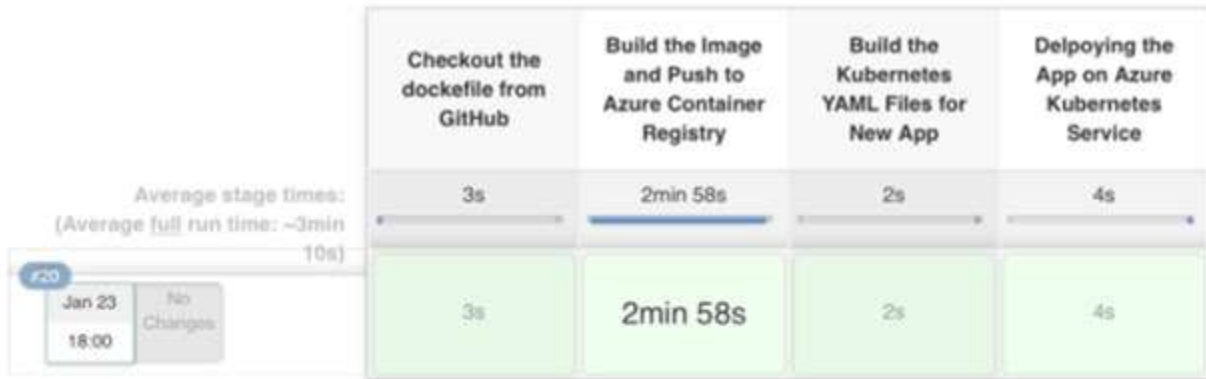 Checkout the
dockefile from
GitHub
Build the Image
and Push to
Azure Container
Registry
Build the
Kubernetes
YAML Files for
New App
Delpoying the
App on Azure
Kubernetes
Service
Average stage times:
(Average full run time: ~3min
10s)
3s
2min 58s
2s
4s
#20
Jan 23
18:00
No
Changes
3s
2min 58s
2s
4s